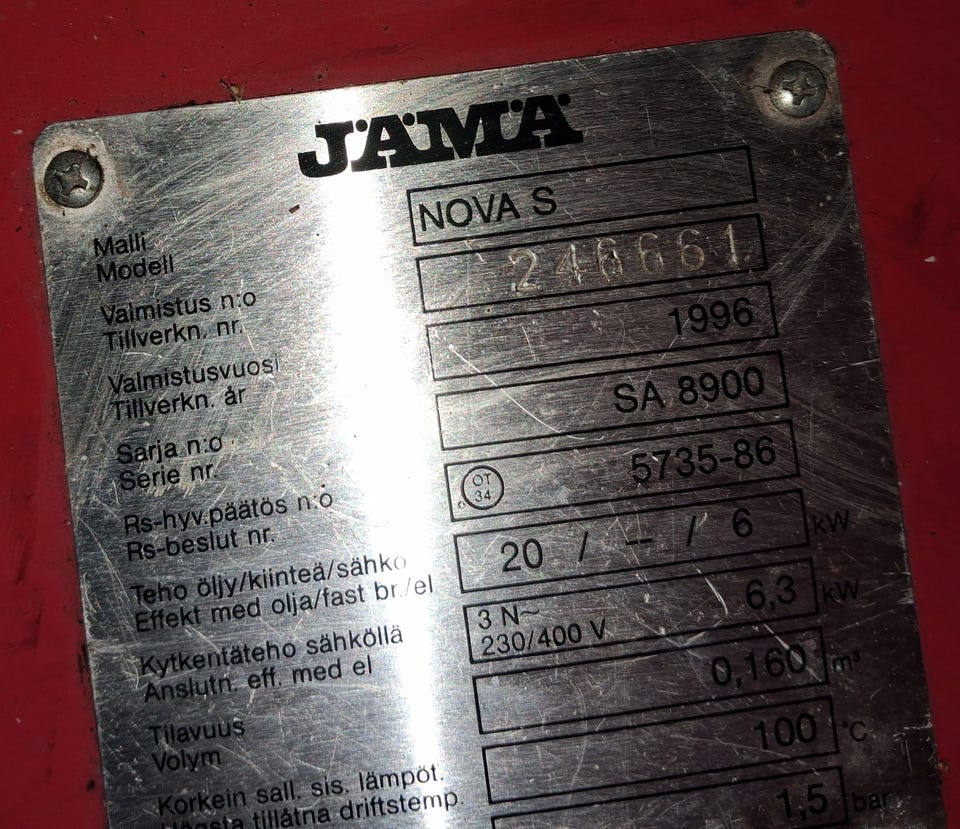 JÄMÄ
Malli
Modell
NOVA S
Valmistus n:o
Tillverkn. nr.
246661
Valmistusvuosi
Tillverkn. år
1996
Sarja n:o
Serie nr.
SA 8900
Rs-hyv.päätös n:o
Rs-beslut nr.
OT
34
5735-86
Teho öljy/kiinteä/sähkö
Effekt med olja/fast br./el
20 / -- / 6 kW
Kytkentäteho sähköllä
Anslutn. eff. med el
3 N~
230/400 V
6,3 kW
Tilavuus
Volym
0,160 m³
Korkein sall. sis. lämpöt.
Högsta tillåtna driftstemp.
100 °C
1,5 bar